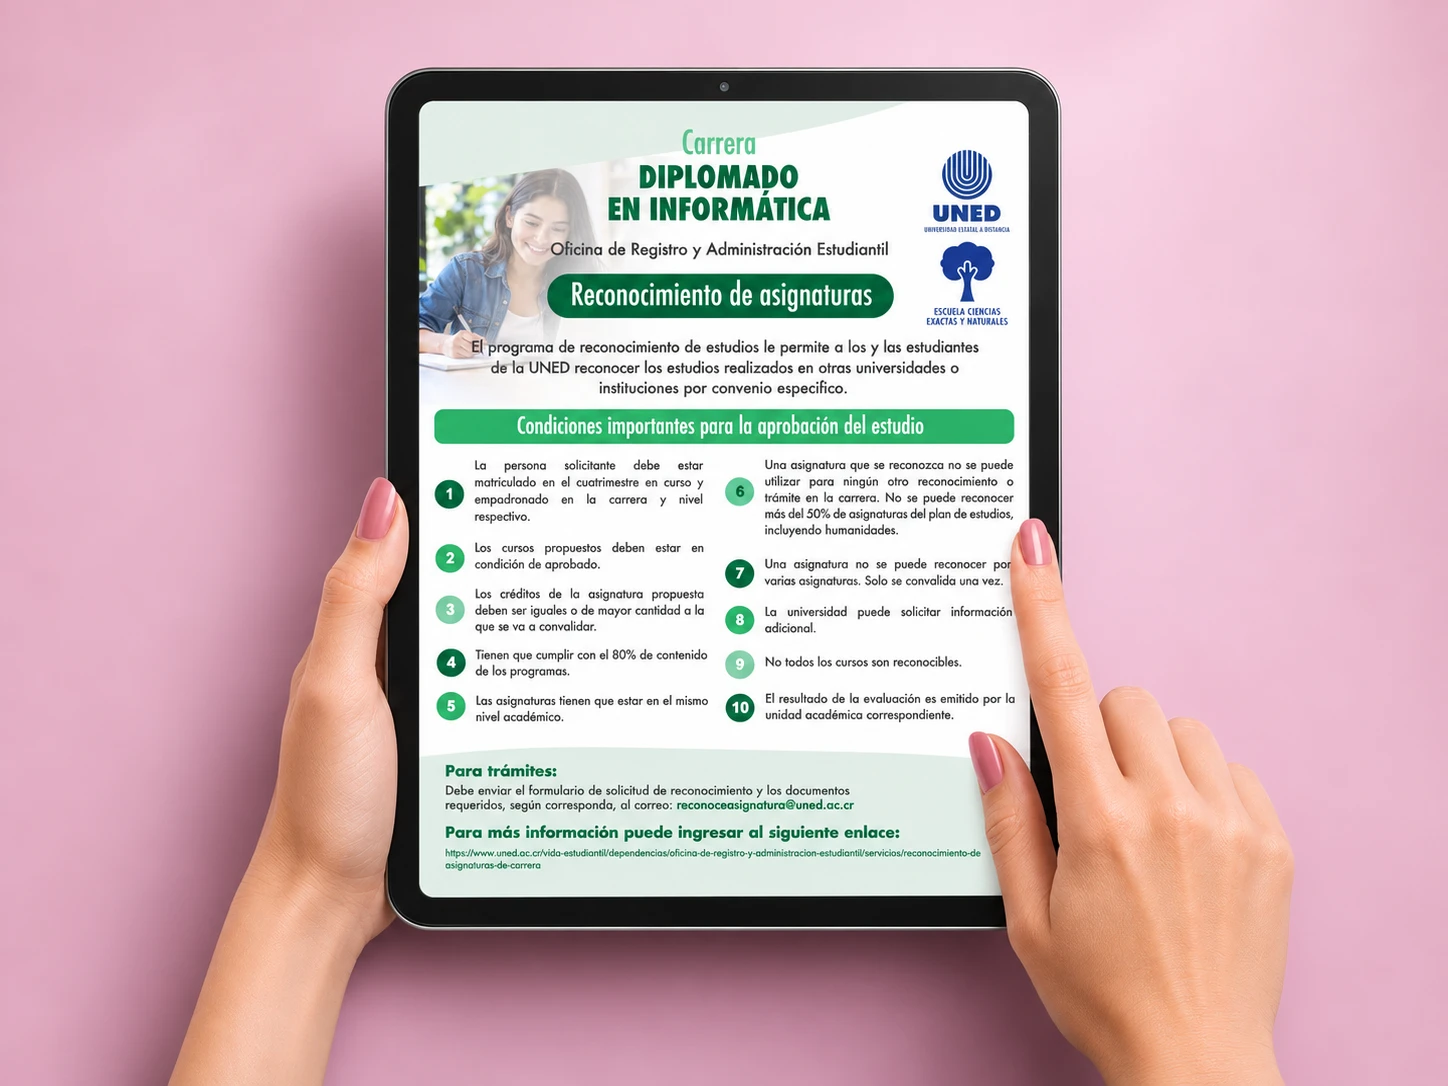 Carrera
DIPLOMADO
EN INFORMÁTICA
Oficina de Registro y Administración Estudiantil
Reconocimiento de asignaturas
UNED
UNIVERSIDAD ESTATAL A DISTANCIA
ESCUELA CIENCIAS
EXACTAS Y NATURALES
El programa de reconocimiento de estudios le permite a los y las estudiantes
de la UNED reconocer los estudios realizados en otras universidades o
instituciones por convenio específico.
Condiciones importantes para la aprobación del estudio
1
La persona solicitante debe estar
matriculado en el cuatrimestre en curso y
empadronado en la carrera y nivel
respectivo.
2
Los cursos propuestos deben estar en
condición de aprobado.
3
Los créditos de la asignatura propuesta
deben ser iguales o de mayor cantidad a la
que se va a convalidar.
4
Tienen que cumplir con el 80% de contenido
de los programas.
5
Las asignaturas tienen que estar en el mismo
nivel académico.
6
Una asignatura que se reconozca no se puede
utilizar para ningún otro reconocimiento o
trámite en la carrera. No se puede reconocer
más del 50% de asignaturas del plan de estudios,
incluyendo humanidades.
7
Una asignatura no se puede reconocer por
varias asignaturas. Solo se convalida una vez.
8
La universidad puede solicitar información
adicional.
9
No todos los cursos son reconocibles.
10
El resultado de la evaluación es emitido por la
unidad académica correspondiente.
Para trámites:
Debe enviar el formulario de solicitud de reconocimiento y los documentos
requeridos, según corresponda, al correo: reconoceasignatura@uned.ac.cr
Para más información puede ingresar al siguiente enlace:
https://www.uned.ac.cr/vida-estudiantil/dependencias/oficina-de-registro-y-administracion-estudiantil/servicios/reconocimiento-de
asignaturas-de-carrera